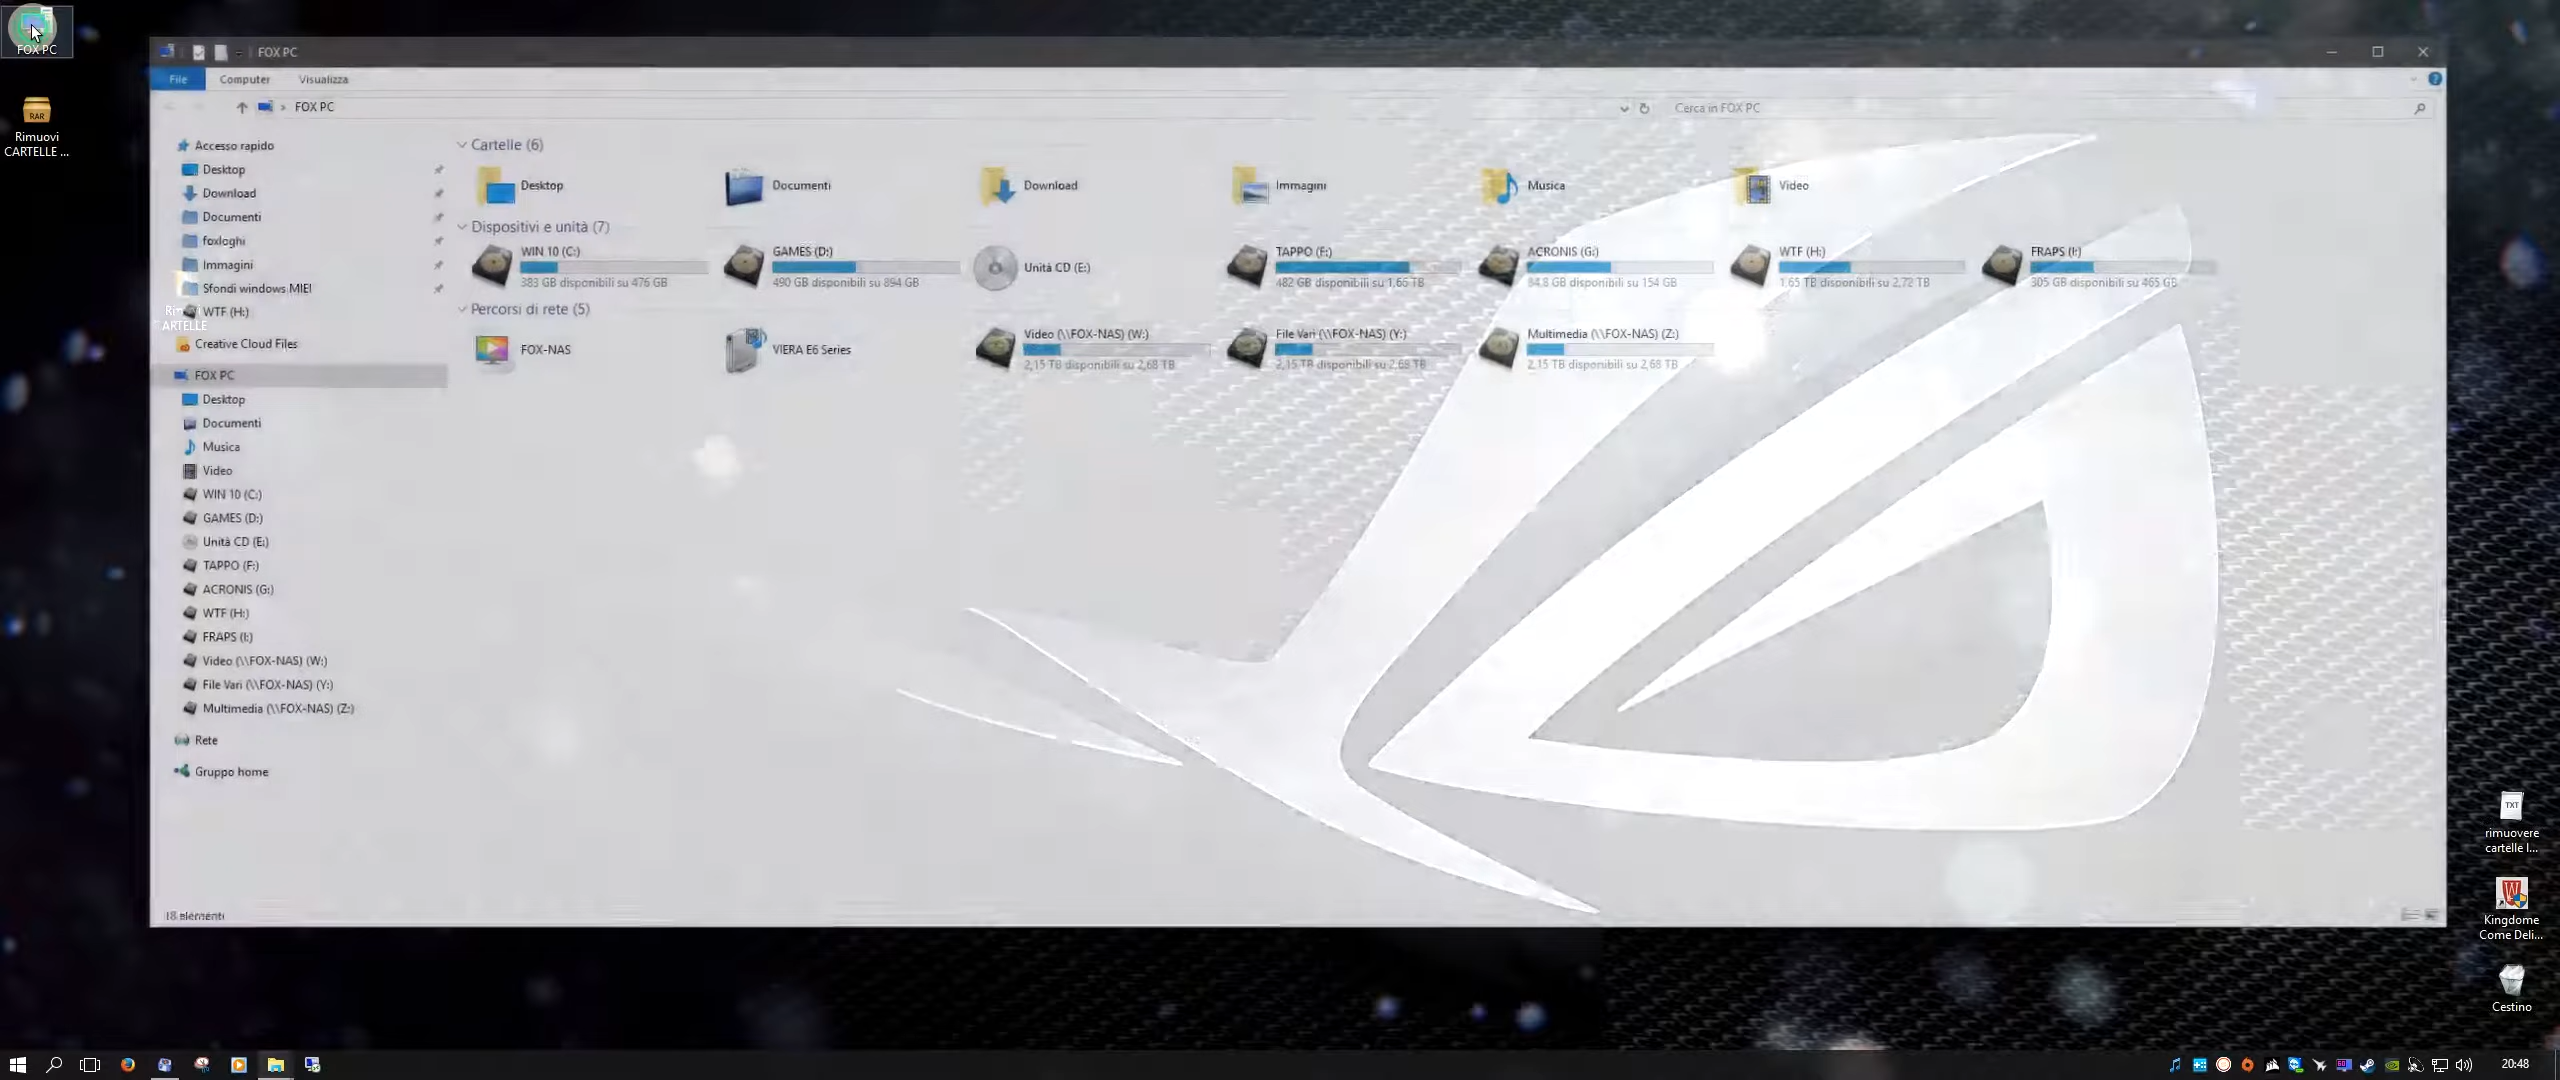 FOX PC
Rimuovi
CARTELLE ...
FOX PC
File
Computer
Visualizza
FOX PC
Cerca in FOX PC
Accesso rapido
Desktop
Download
Documenti
foxloghi
Immagini
Sfondi windows MIEI
WTF (H:)
Creative Cloud Files
FOX PC
Desktop
Documenti
Musica
Video
WIN 10 (C:)
GAMES (D:)
Unità CD (E:)
TAPPO (F:)
ACRONIS (G:)
WTF (H:)
FRAPS (I:)
Video (\\FOX-NAS) (W:)
File Vari (\\FOX-NAS) (Y:)
Multimedia (\\FOX-NAS) (Z:)
Rete
Gruppo home
CARTELLE
Cartelle (6)
Desktop
Documenti
Download
Immagini
Musica
Video
Dispositivi e unità (7)
WIN 10 (C:)
383 GB disponibili su 476 GB
GAMES (D:)
490 GB disponibili su 894 GB
Unità CD (E:)
TAPPO (F:)
482 GB disponibili su 1,66 TB
ACRONIS (G:)
84,8 GB disponibili su 154 GB
WTF (H:)
1,65 TB disponibili su 2,72 TB
FRAPS (I:)
305 GB disponibili su 465 GB
Percorsi di rete (5)
FOX-NAS
VIERA E6 Series
Video (\\FOX-NAS) (W:)
2,15 TB disponibili su 2,68 TB
File Vari (\\FOX-NAS) (Y:)
2,15 TB disponibili su 2,68 TB
Multimedia (\\FOX-NAS) (Z:)
2,15 TB disponibili su 2,68 TB
18 elementi
TXT
rimuovere
cartelle l...
Kingdome
Come Deli...
Cestino
20:48